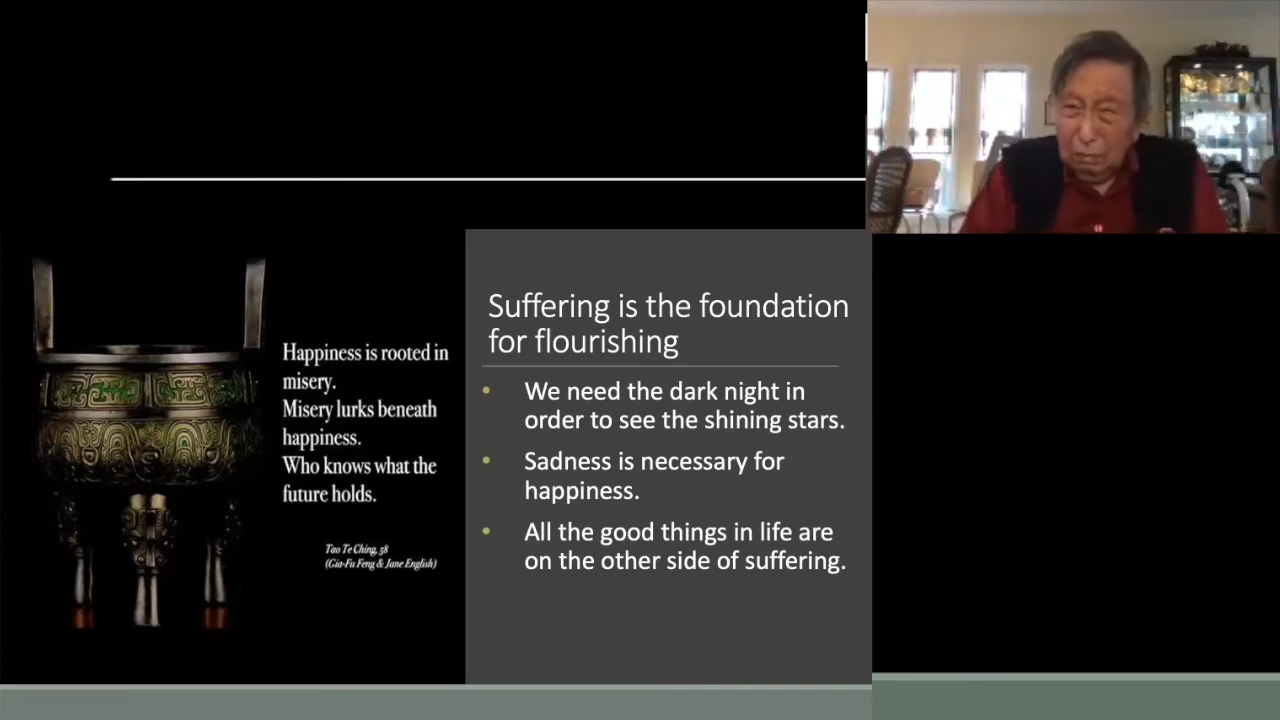 Happiness is rooted in
misery.
Misery lurks beneath
happiness.
Who knows what the
future holds.
Tao Te Ching, 58
(Gia-Fu Feng & Jane English)
Suffering is the foundation
for flourishing
• We need the dark night in
order to see the shining stars.
• Sadness is necessary for
happiness.
• All the good things in life are
on the other side of suffering.